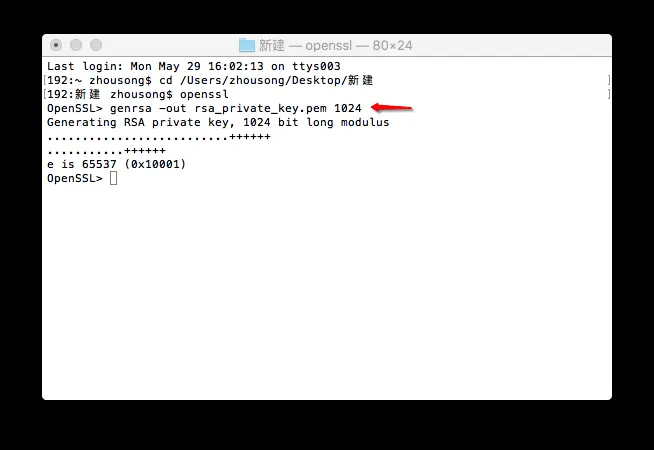 新建 — openssl — 80×24
Last login: Mon May 29 16:02:13 on ttys003
[192:~ zhousong$ cd /Users/zhousong/Desktop/新建 ]
[192:新建 zhousong$ openssl ]
OpenSSL> genrsa -out rsa_private_key.pem 1024
Generating RSA private key, 1024 bit long modulus
..........................++++++
...........++++++
e is 65537 (0x10001)
OpenSSL>